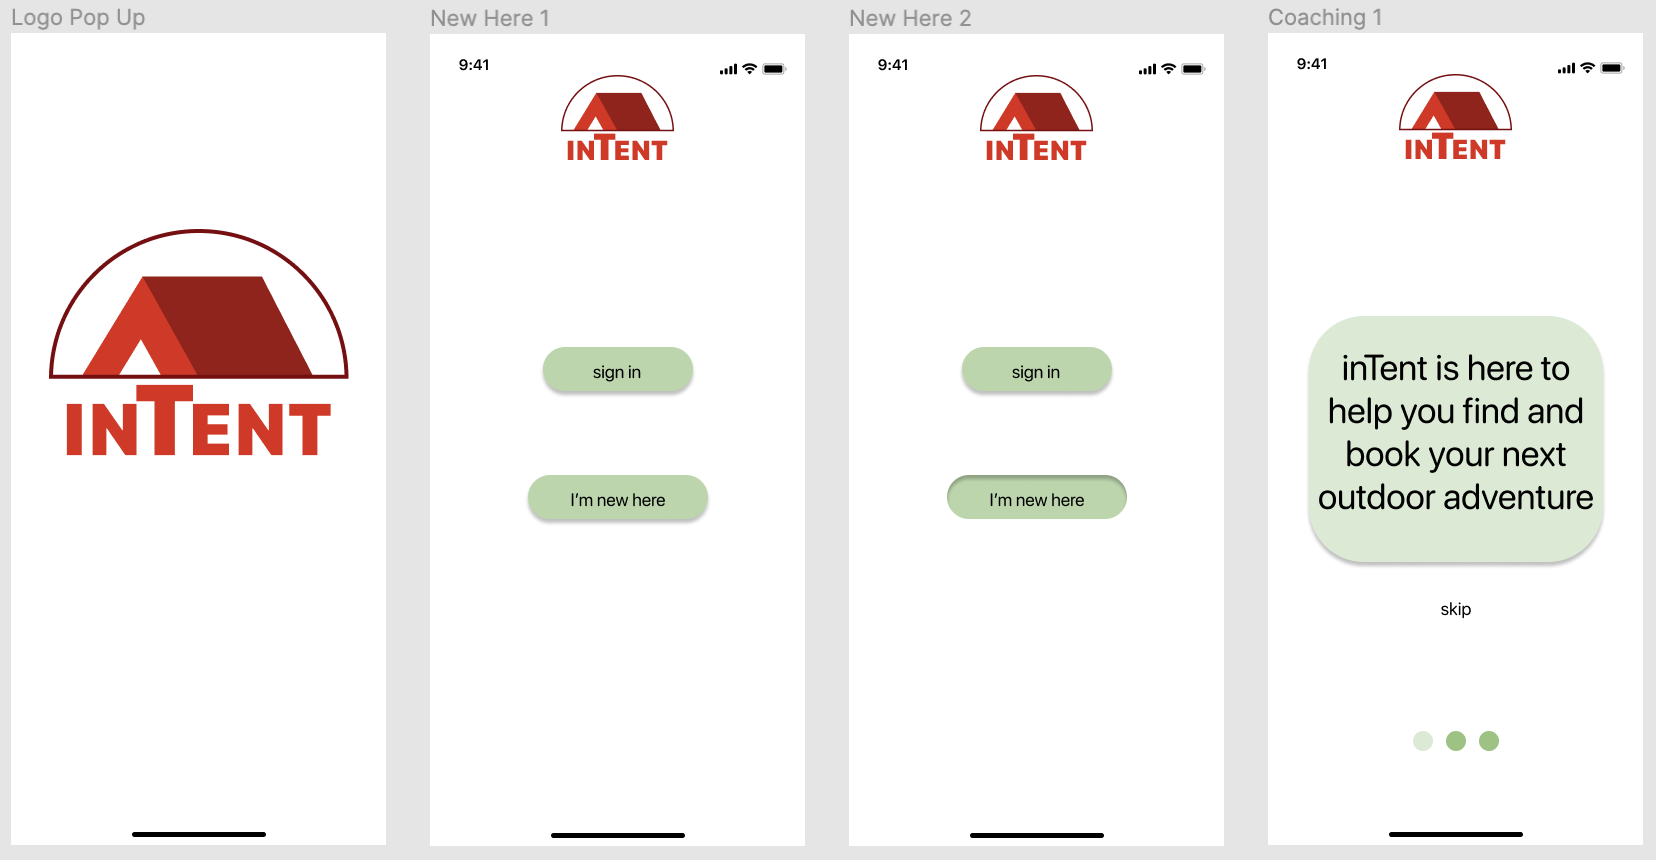 Logo Pop Up
INTENT
New Here 1
9:41
INTENT
sign in
I'm new here
New Here 2
9:41
INTENT
sign in
I'm new here
Coaching 1
9:41
INTENT
inTent is here to
help you find and
book your next
outdoor adventure
skip